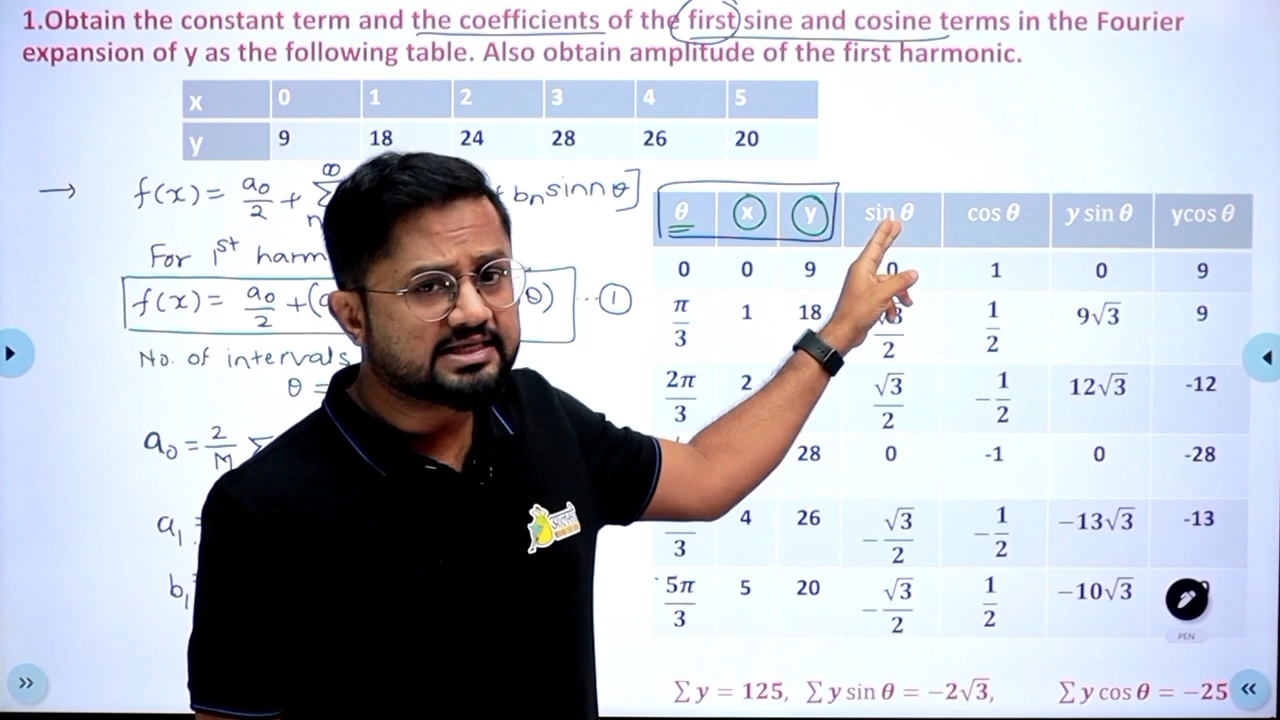 1.Obtain the constant term and the coefficients of the first sine and cosine terms in the Fourier
expansion of y as the following table. Also obtain amplitude of the first harmonic.
x 0 1 2 3 4 5
y 9 18 24 28 26 20
→ f(x) = a₀/2 + ∑ ∞ bₙ sin nθ]
For 1st harm
f(x) = a₀/2 + ( θ) ...①
No. of intervals
θ =
a₀ = 2/M ∑
a₁
b₁
θ x y sin θ cos θ y sin θ ycos θ
0 0 9 0 1 0 9
π/3 1 18 √3/2 1/2 9√3 9
2π/3 2 √3/2 −1/2 12√3 -12
28 0 -1 0 -28
3 4 26 −√3/2 −1/2 −13√3 -13
5π/3 5 20 −√3/2 1/2 −10√3
PEN
∑ y = 125, ∑ y sin θ = −2√3, ∑ y cos θ = −25